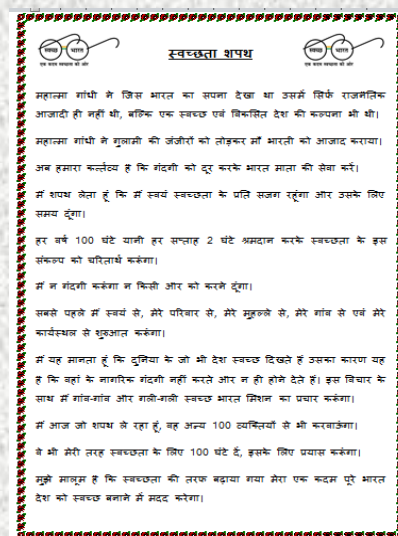 स्वच्छ भारत
एक कदम स्वच्छता की ओर
स्वच्छता शपथ
स्वच्छ भारत
एक कदम स्वच्छता की ओर
महात्मा गांधी ने जिस भारत का सपना देखा था उसमें सिर्फ राजनैतिक
आजादी ही नहीं थी, बल्कि एक स्वच्छ एवं विकसित देश की कल्पना भी थी।
महात्मा गांधी ने गुलामी की जंजीरों को तोड़कर माँ भारती को आजाद कराया।
अब हमारा कर्त्तव्य है कि गंदगी को दूर करके भारत माता की सेवा करें।
मैं शपथ लेता हूं कि मैं स्वयं स्वच्छता के प्रति सजग रहूंगा और उसके लिए
समय दूंगा।
हर वर्ष 100 घंटे यानी हर सप्ताह 2 घंटे श्रमदान करके स्वच्छता के इस
संकल्प को चरितार्थ करूंगा।
मैं न गंदगी करूंगा न किसी और को करने दूंगा।
सबसे पहले मैं स्वयं से, मेरे परिवार से, मेरे मुहल्ले से, मेरे गांव से एवं मेरे
कार्यस्थल से शुरुआत करूंगा।
मैं यह मानता हूं कि दुनिया के जो भी देश स्वच्छ दिखते हैं उसका कारण यह
है कि वहां के नागरिक गंदगी नहीं करते और न ही होने देते हैं। इस विचार के
साथ मैं गांव-गांव और गली-गली स्वच्छ भारत मिशन का प्रचार करूंगा।
मैं आज जो शपथ ले रहा हूं, वह अन्य 100 व्यक्तियों से भी करवाऊंगा।
वे भी मेरी तरह स्वच्छता के लिए 100 घंटे दें, इसके लिए प्रयास करूंगा।
मुझे मालूम है कि स्वच्छता की तरफ बढ़ाया गया मेरा एक कदम पूरे भारत
देश को स्वच्छ बनाने में मदद करेगा।